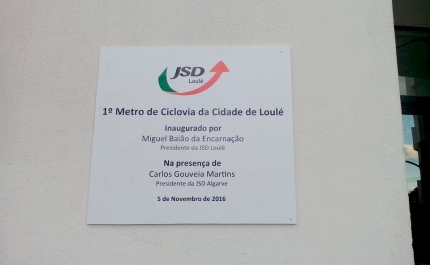 JSD
Loulé
1º Metro de Ciclovia da Cidade de Loulé
Inaugurado por
Miguel Baião da Encarnação
Presidente da JSD Loulé
Na presença de
Carlos Gouveia Martins
Presidente da JSD Algarve
5 de Novembro de 2016